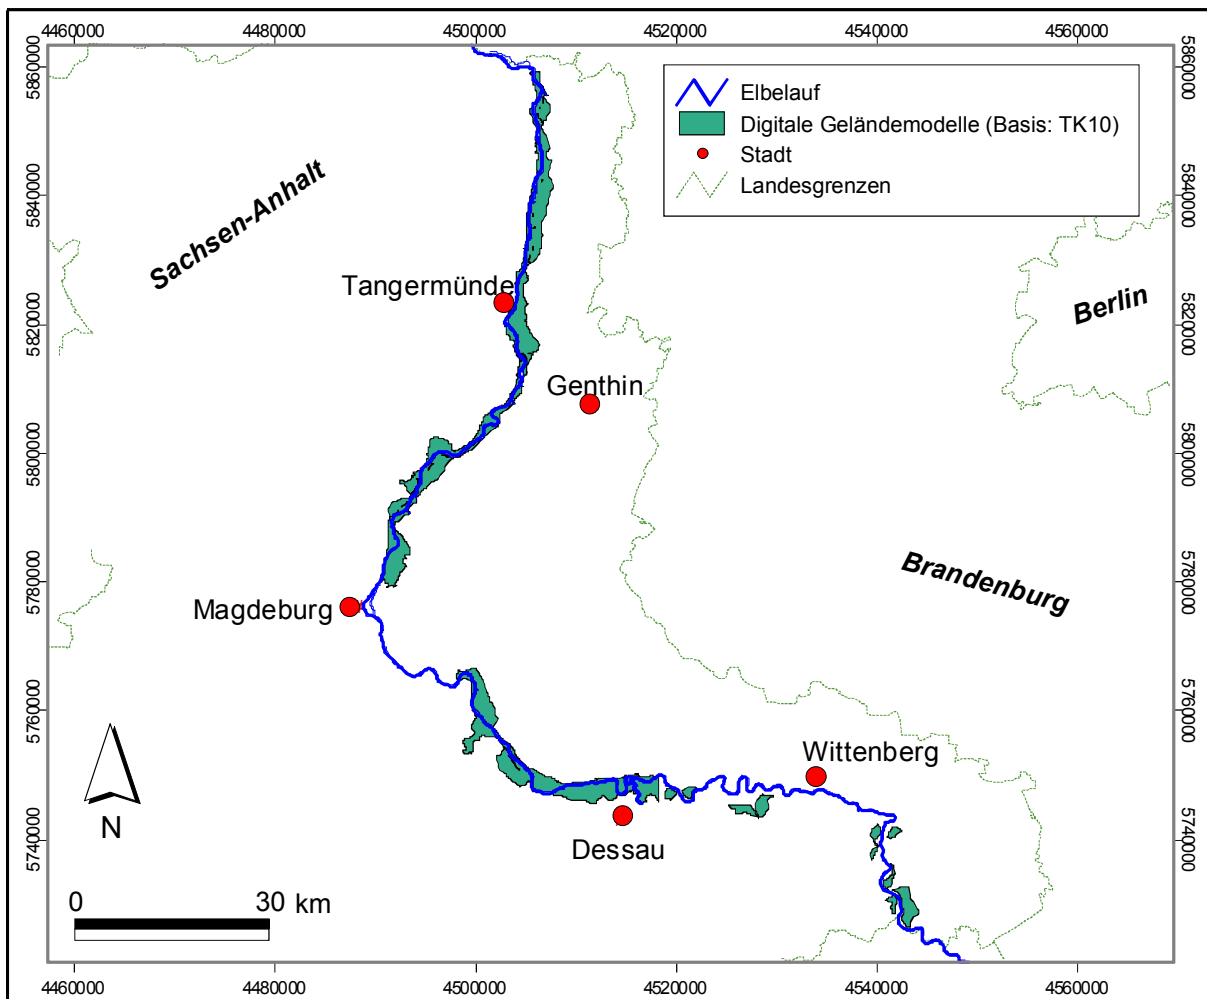 4460000 4480000 4500000 4520000 4540000 4560000
5860000 5860000
Elbelauf
Digitale Geländemodelle (Basis: TK10)
Stadt
Landesgrenzen
5840000 5840000
Sachsen-Anhalt
Tangermünde
Berlin
5820000 5820000
Genthin
5800000 5800000
Brandenburg
5780000 5780000
Magdeburg
5760000 5760000
Wittenberg
N
5740000 5740000
Dessau
0 30 km
4460000 4480000 4500000 4520000 4540000 4560000